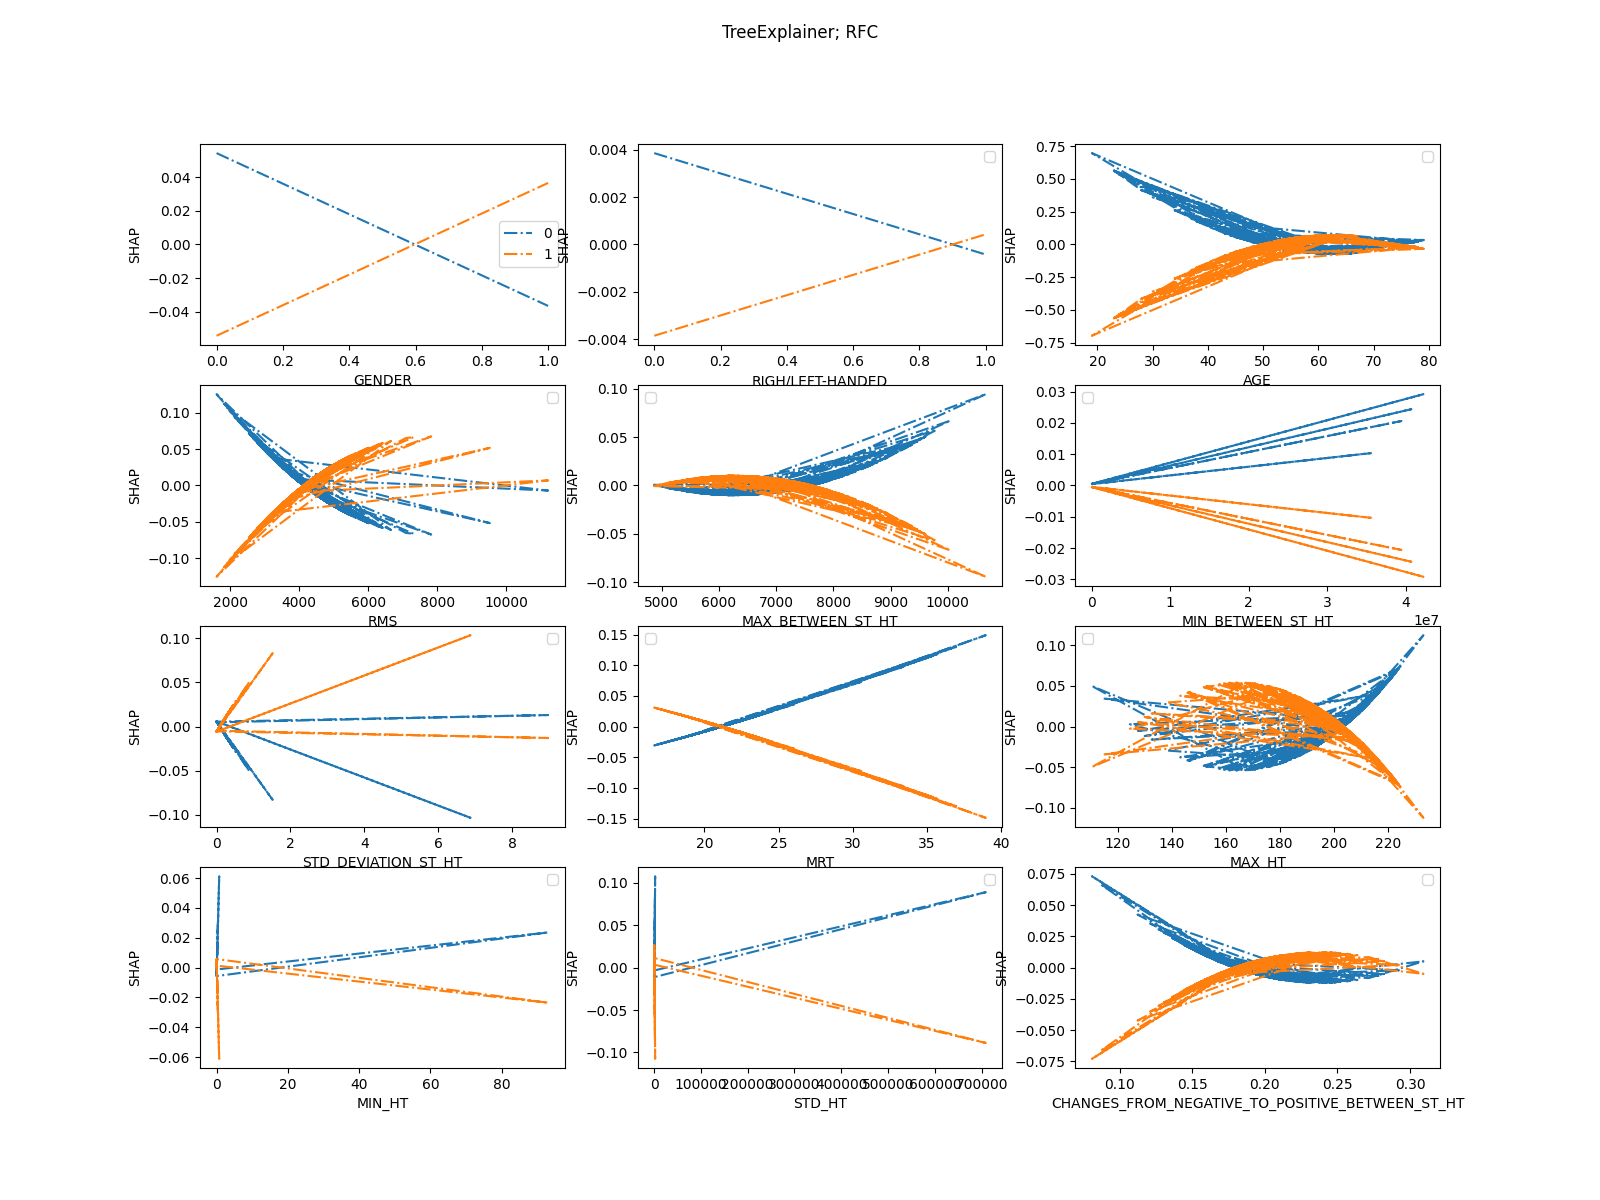 TreeExplainer; RFC
SHAP
0.04
0.02
0.00
−0.02
−0.04
0.0 0.2 0.4 0.6 0.8 1.0
GENDER
0
1
SHAP
0.004
0.002
0.000
−0.002
−0.004
0.0 0.2 0.4 0.6 0.8 1.0
RIGH/LEFT-HANDED
SHAP
0.75
0.50
0.25
0.00
−0.25
−0.50
−0.75
20 30 40 50 60 70 80
AGE
SHAP
0.10
0.05
0.00
−0.05
−0.10
2000 4000 6000 8000 10000
RMS
SHAP
0.10
0.05
0.00
−0.05
−0.10
5000 6000 7000 8000 9000 10000
MAX_BETWEEN_ST_HT
SHAP
0.03
0.02
0.01
0.00
−0.01
−0.02
−0.03
0 1 2 3 4
1e7
MIN_BETWEEN_ST_HT
SHAP
0.10
0.05
0.00
−0.05
−0.10
0 2 4 6 8
STD_DEVIATION_ST_HT
SHAP
0.15
0.10
0.05
0.00
−0.05
−0.10
−0.15
20 25 30 35 40
MRT
SHAP
0.10
0.05
0.00
−0.05
−0.10
120 140 160 180 200 220
MAX_HT
SHAP
0.06
0.04
0.02
0.00
−0.02
−0.04
−0.06
0 20 40 60 80
MIN_HT
SHAP
0.10
0.05
0.00
−0.05
−0.10
0 100000 200000 300000 400000 500000 600000 700000
STD_HT
SHAP
0.075
0.050
0.025
0.000
−0.025
−0.050
−0.075
0.10 0.15 0.20 0.25 0.30
CHANGES_FROM_NEGATIVE_TO_POSITIVE_BETWEEN_ST_HT